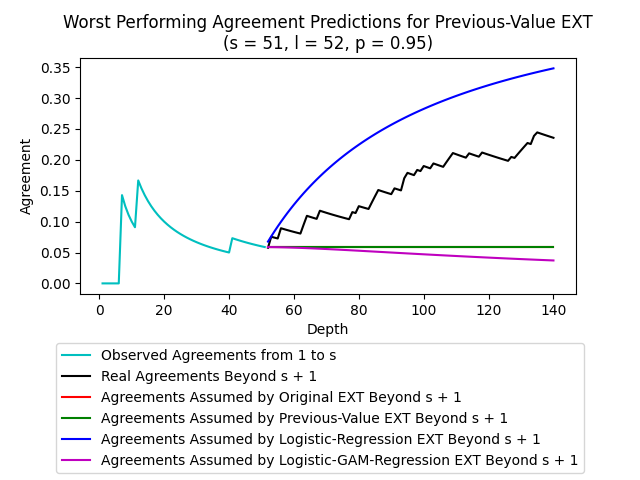 Worst Performing Agreement Predictions for Previous-Value EXT
(s = 51, l = 52, p = 0.95)
Agreement
0.35
0.30
0.25
0.20
0.15
0.10
0.05
0.00
0 20 40 60 80 100 120 140
Depth
Observed Agreements from 1 to s
Real Agreements Beyond s + 1
Agreements Assumed by Original EXT Beyond s + 1
Agreements Assumed by Previous-Value EXT Beyond s + 1
Agreements Assumed by Logistic-Regression EXT Beyond s + 1
Agreements Assumed by Logistic-GAM-Regression EXT Beyond s + 1